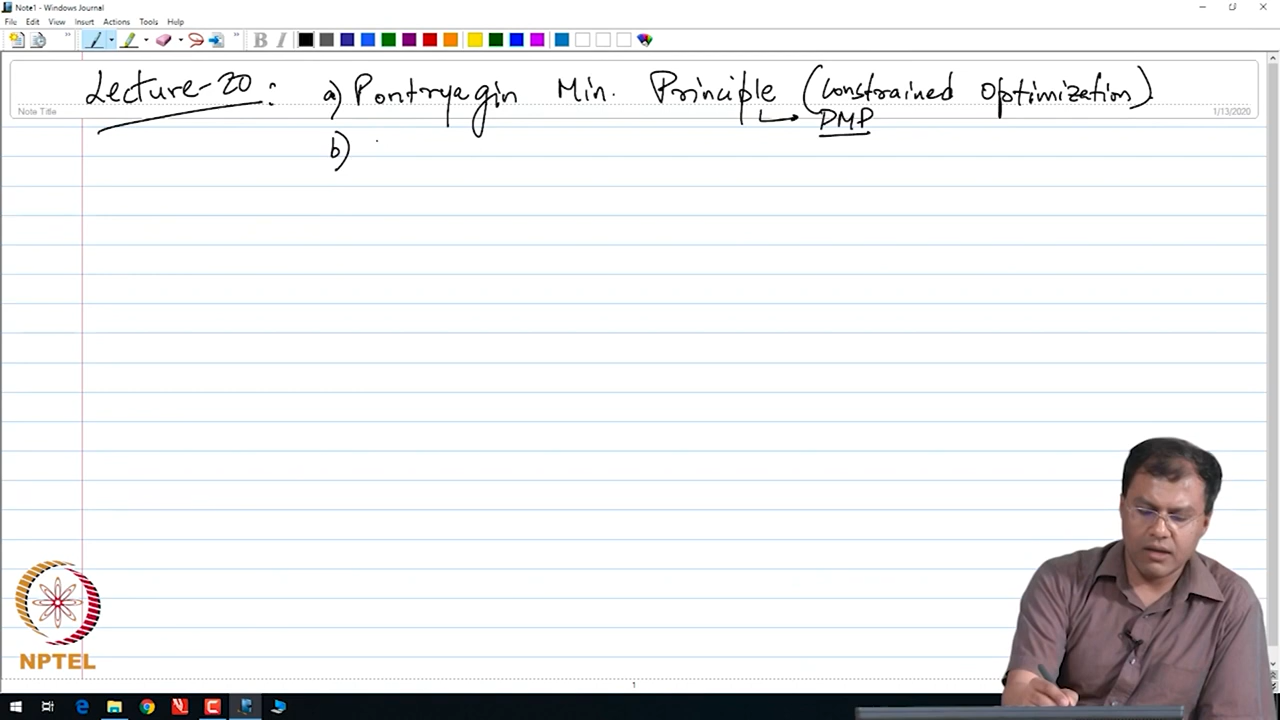 Note1 - Windows Journal
File Edit View Insert Actions Tools Help
B I
Lecture-20: a) Pontryagin Min. Principle (Constrained Optimization).
PMP
Note Title
1/13/2020
b)
NPTEL
1